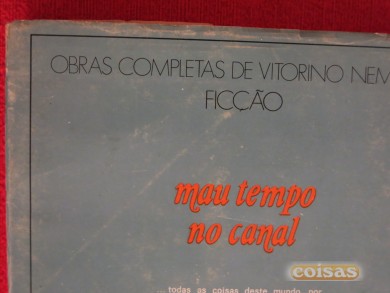 OBRAS COMPLETAS DE VITORINO NEM
FICÇÃO
mau tempo
no canal
... todas as coisas deste mundo, por
coisas